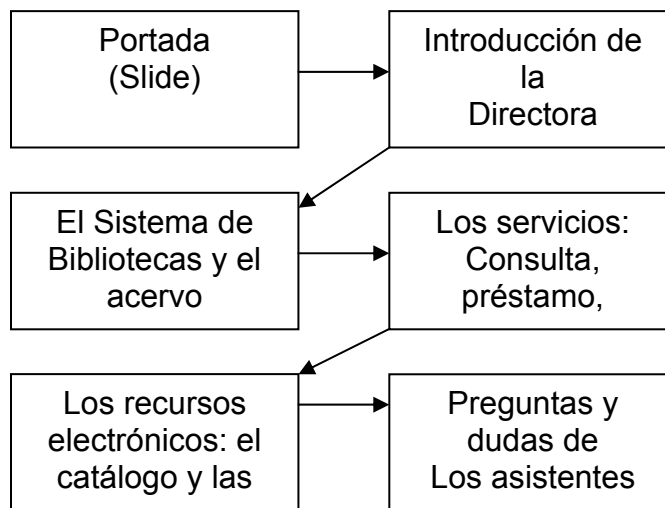 Portada
(Slide)
Introducción de
la
Directora
El Sistema de
Bibliotecas y el
acervo
Los servicios:
Consulta,
préstamo,
Los recursos
electrónicos: el
catálogo y las
Preguntas y
dudas de
Los asistentes